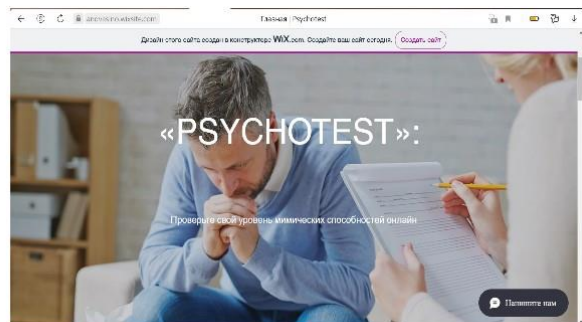 Главная | Psychotest
Дизайн этого сайта создан в конструкторе WiX.com. Создайте ваш сайт сегодня. Создать сайт
«PSYCHOTEST»:
Проверьте свой уровень мимических способностей онлайн
Напишите нам